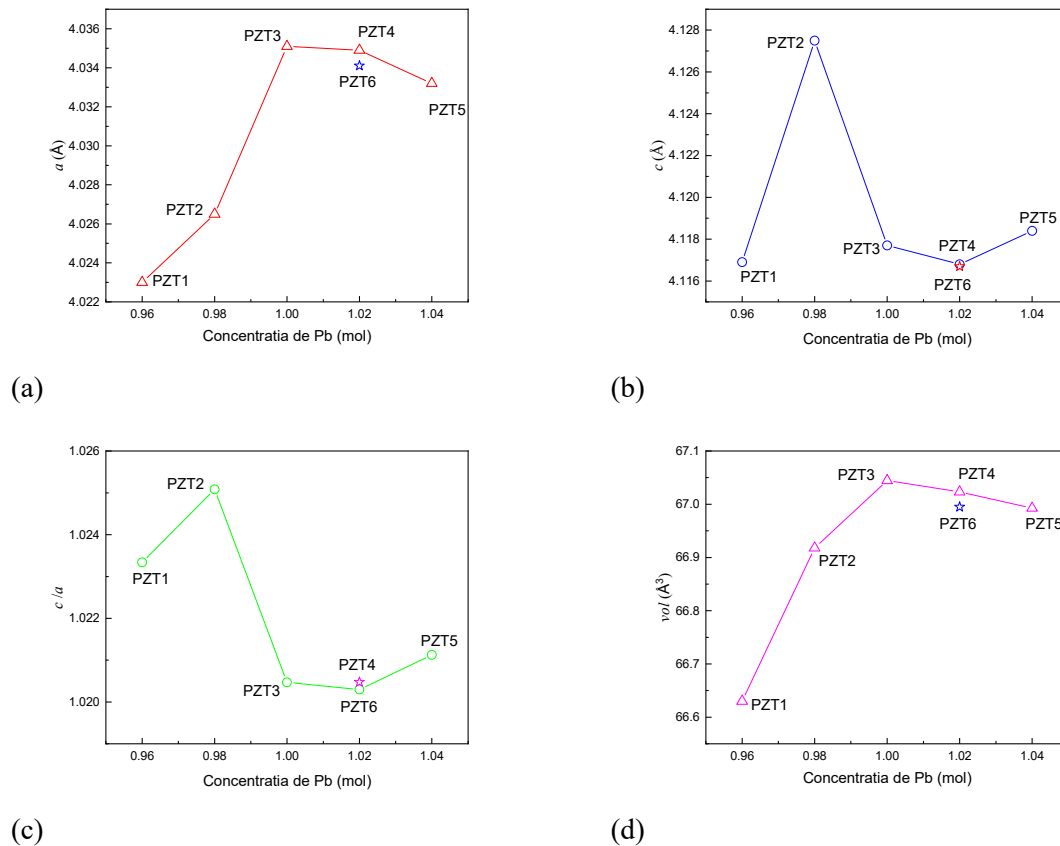 4.036
4.034
4.032
4.030
4.028
4.026
4.024
4.022
a (Å)
PZT1
PZT2
PZT3
PZT4
PZT6
PZT5
0.96 0.98 1.00 1.02 1.04
Concentratia de Pb (mol)
(a)
4.128
4.126
4.124
4.122
4.120
4.118
4.116
c (Å)
PZT1
PZT2
PZT3
PZT4
PZT6
PZT5
0.96 0.98 1.00 1.02 1.04
Concentratia de Pb (mol)
(b)
1.026
1.024
1.022
1.020
c /a
PZT1
PZT2
PZT3
PZT4
PZT6
PZT5
0.96 0.98 1.00 1.02 1.04
Concentratia de Pb (mol)
(c)
67.1
67.0
66.9
66.8
66.7
66.6
vol (Å³)
PZT1
PZT2
PZT3
PZT4
PZT6
PZT5
0.96 0.98 1.00 1.02 1.04
Concentratia de Pb (mol)
(d)